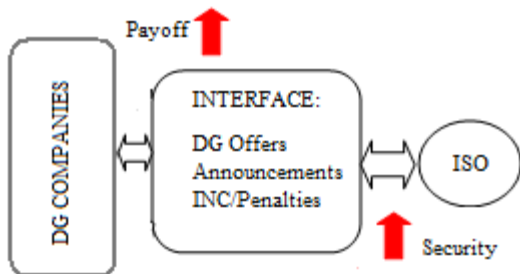 Payoff
DG COMPANIES
INTERFACE:
DG Offers
Announcements
INC/Penalties
ISO
Security